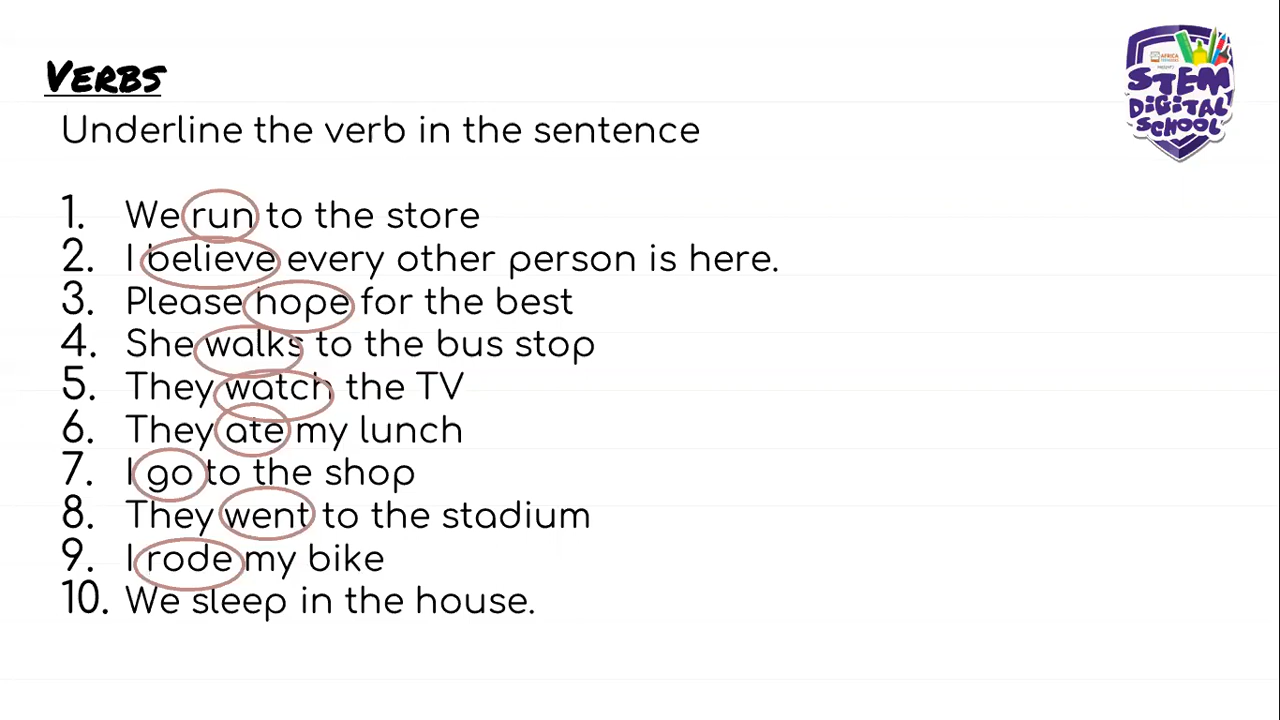 VERBS
Underline the verb in the sentence
1. We run to the store
2. I believe every other person is here.
3. Please hope for the best
4. She walks to the bus stop
5. They watch the TV
6. They ate my lunch
7. I go to the shop
8. They went to the stadium
9. I rode my bike
10. We sleep in the house.
AFRICA
STEM
DIGITAL
SCHOOL